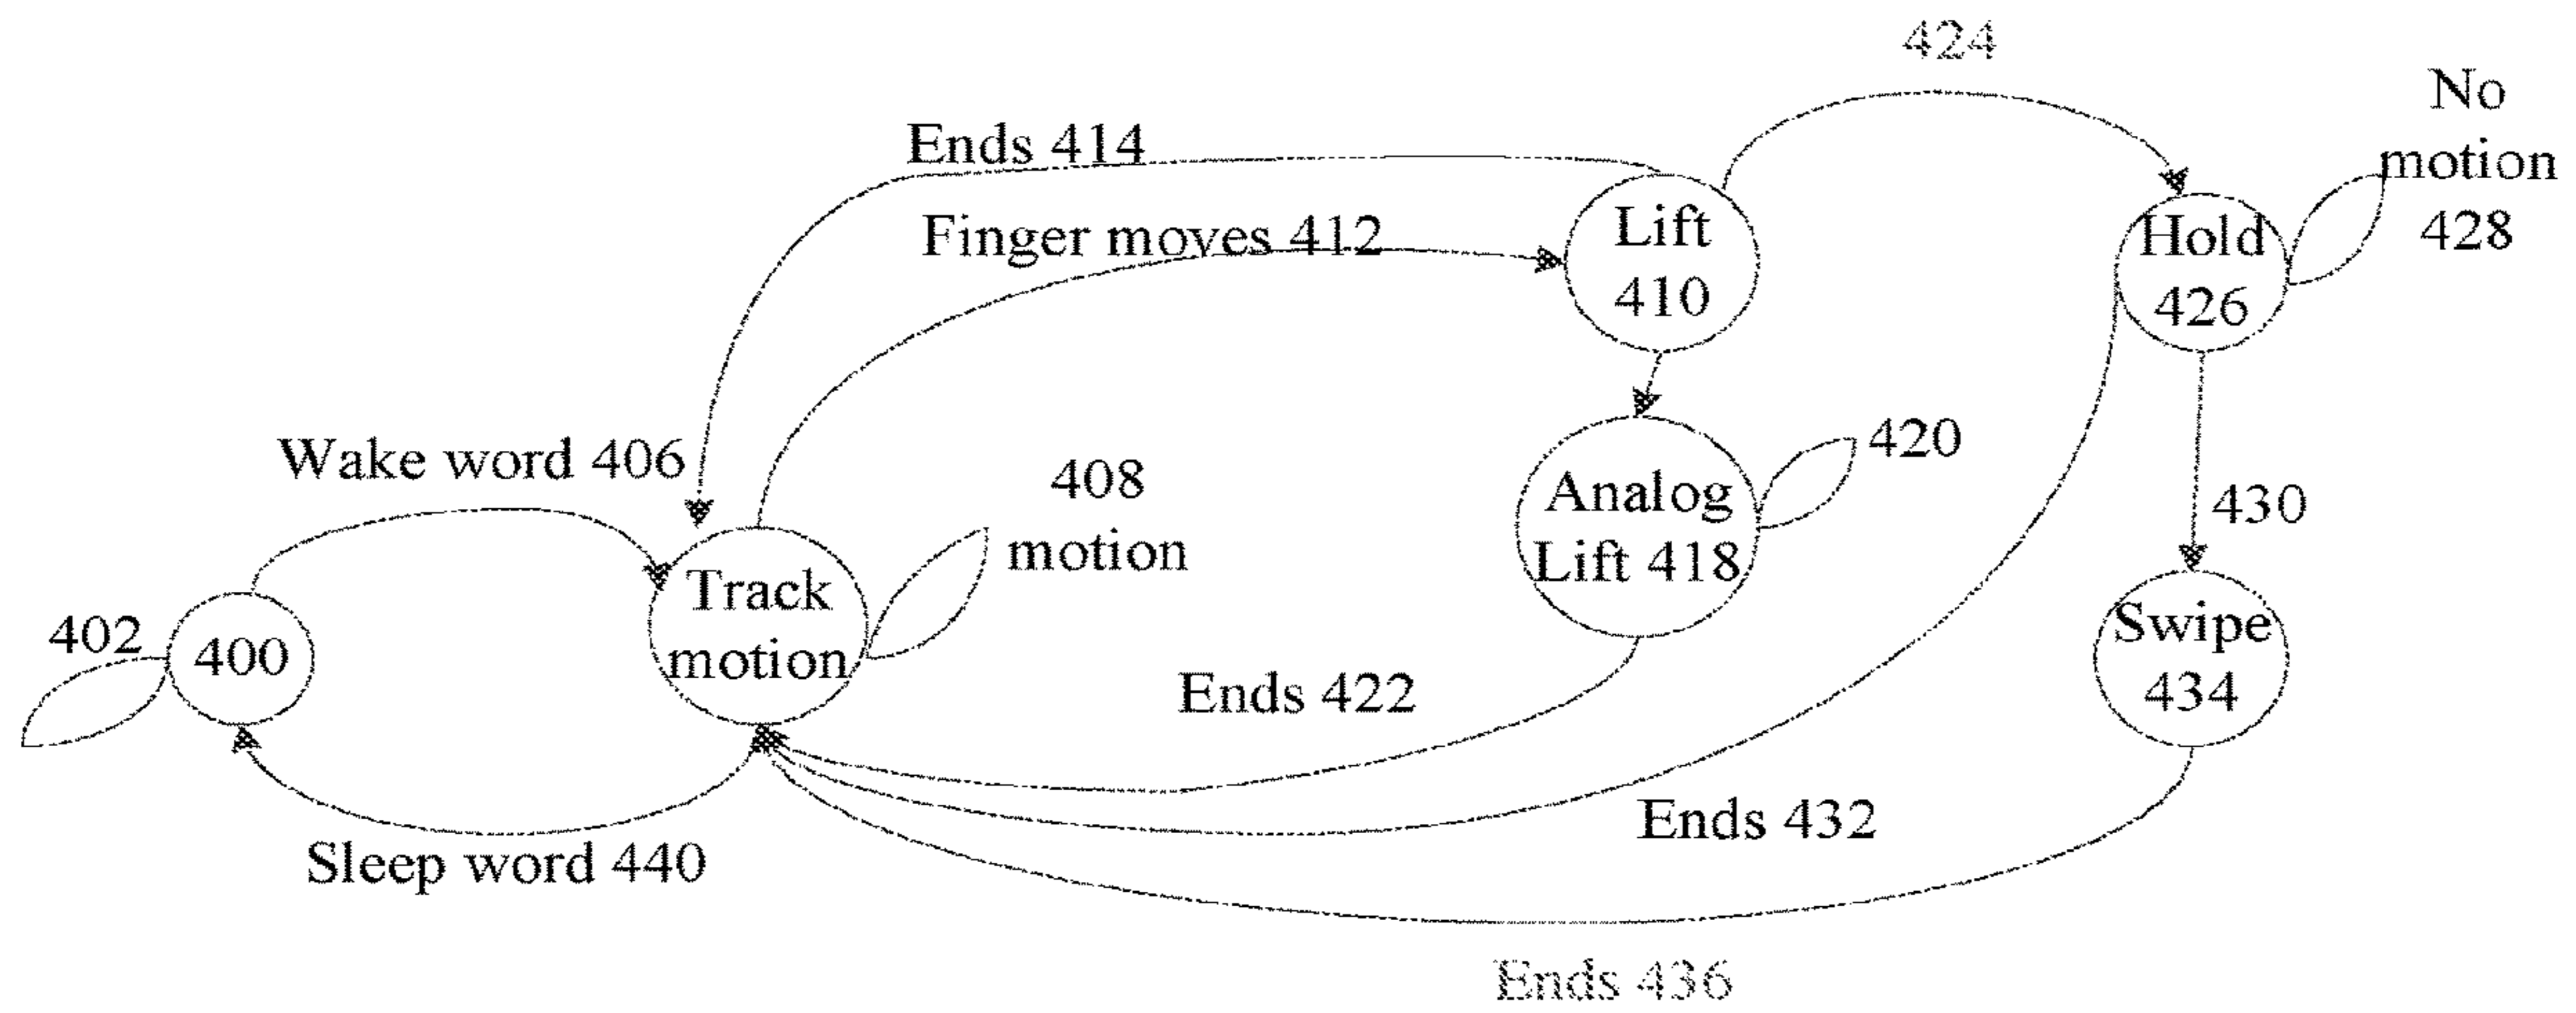 424
No
motion
428
Ends 414
Finger moves 412
Lift
410
Hold
426
Wake word 406
408
motion
420
Analog
Lift 418
430
Track
motion
402
400
Swipe
434
Ends 422
Ends 432
Sleep word 440
Ends 436